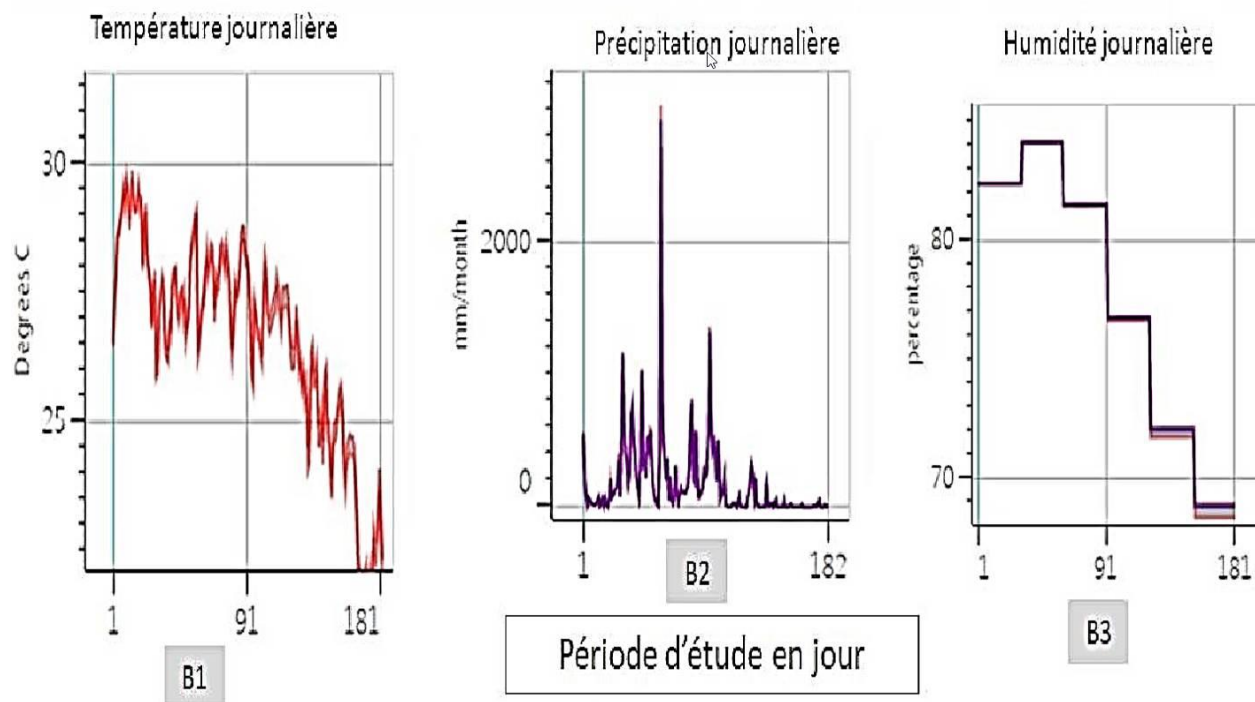 Température journalière
30
25
Degrees C
1
91
181
B1
Précipitation journalière
2000
0
mm/month
1
182
B2
Humidité journalière
80
70
percentage
1
91
181
B3
Période d'étude en jour